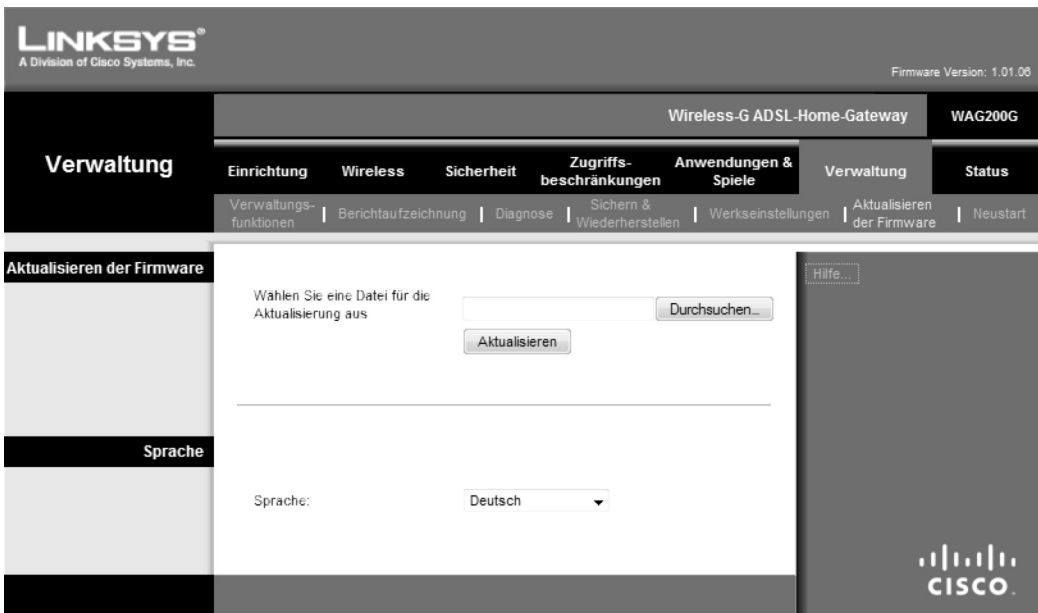 LINKSYS®
A Division of Cisco Systems, Inc.
Firmware Version: 1.01.06
Wireless-G ADSL-Home-Gateway
WAG200G
Verwaltung
Einrichtung
Wireless
Sicherheit
Zugriffs-
beschränkungen
Anwendungen &
Spiele
Verwaltung
Status
Verwaltungs-
funktionen
Berichtaufzeichnung
Diagnose
Sichern &
Wiederherstellen
Werkseinstellungen
Aktualisieren
der Firmware
Neustart
Aktualisieren der Firmware
Wählen Sie eine Datei für die
Aktualisierung aus
Durchsuchen...
Aktualisieren
Hilfe...
Sprache
Sprache:
Deutsch
CISCO.